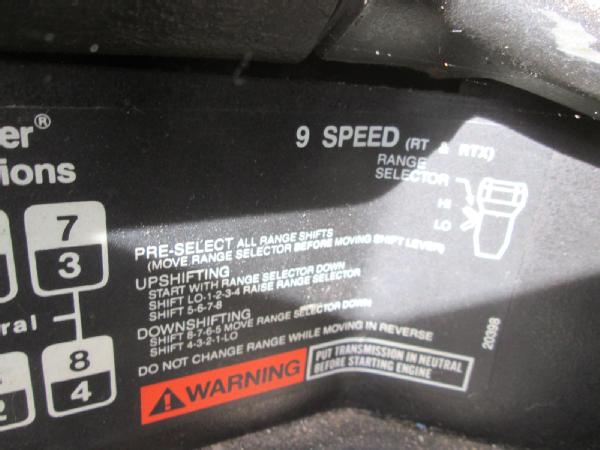 er®
9 SPEED (RT & RTX)
ions
RANGE
SELECTOR
HI
LO
7
3
PRE-SELECT ALL RANGE SHIFTS
(MOVE RANGE SELECTOR BEFORE MOVING SHIFT LEVER)
UPSHIFTING
START WITH RANGE SELECTOR DOWN
SHIFT LO-1-2-3-4 RAISE RANGE SELECTOR
SHIFT 5-6-7-8
ral
DOWNSHIFTING
SHIFT 8-7-6-5 MOVE RANGE SELECTOR DOWN
SHIFT 4-3-2-1-LO
DO NOT CHANGE RANGE WHILE MOVING IN REVERSE
8
4
2
WARNING
PUT TRANSMISSION IN NEUTRAL
BEFORE STARTING ENGINE
20098